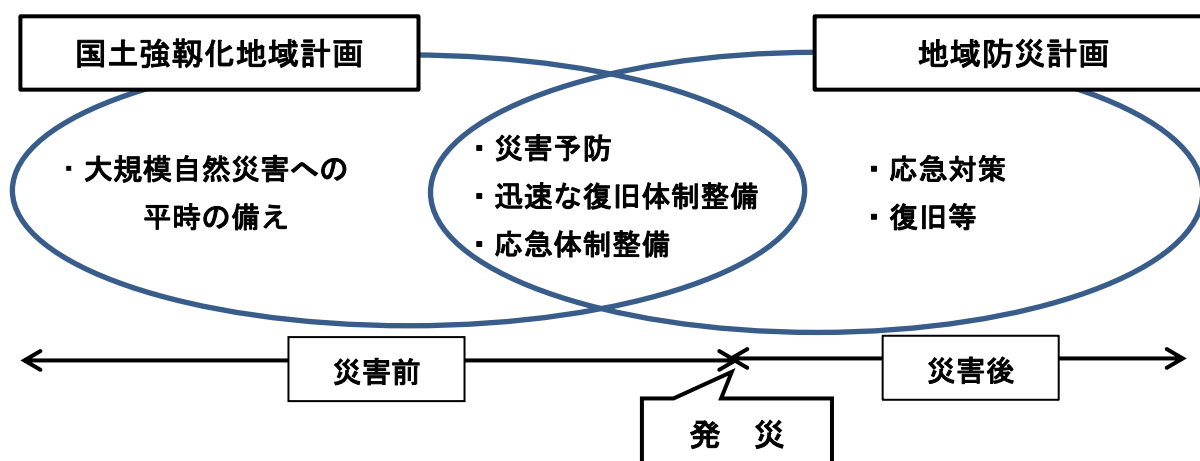 国土強靱化地域計画
地域防災計画
・大規模自然災害への
平時の備え
・災害予防
・迅速な復旧体制整備
・応急体制整備
・応急対策
・復旧等
災害前
災害後
発　災